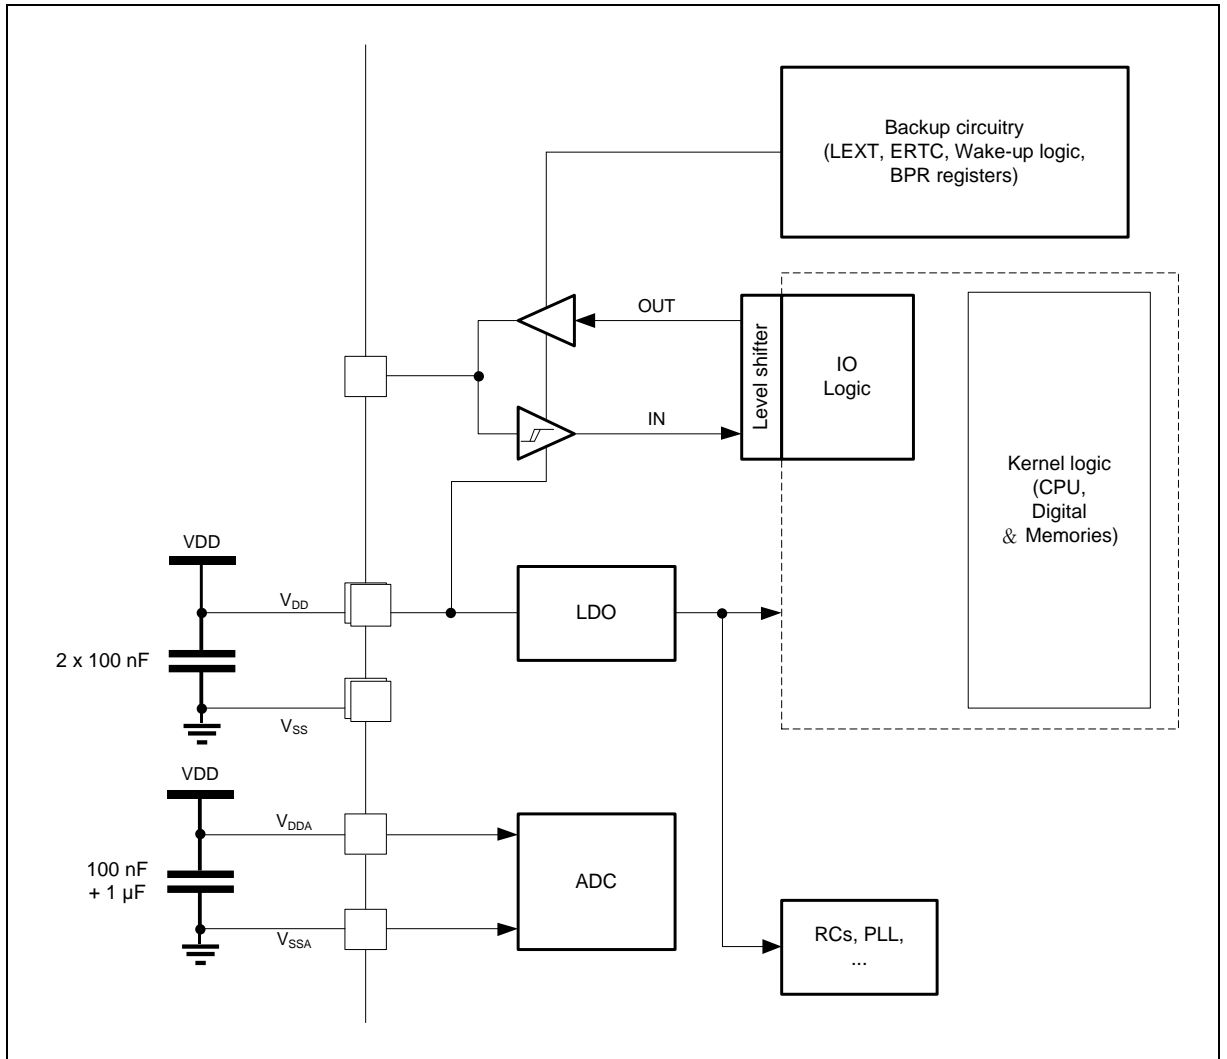 Backup circuitry
(LEXT, ERTC, Wake-up logic,
BPR registers)
OUT
Level shifter
IO
Logic
IN
Kernel logic
(CPU,
Digital
& Memories)
VDD
VDD
LDO
2 x 100 nF
VSS
VDD
VDDA
100 nF
+ 1 µF
ADC
VSSA
RCs, PLL,
...